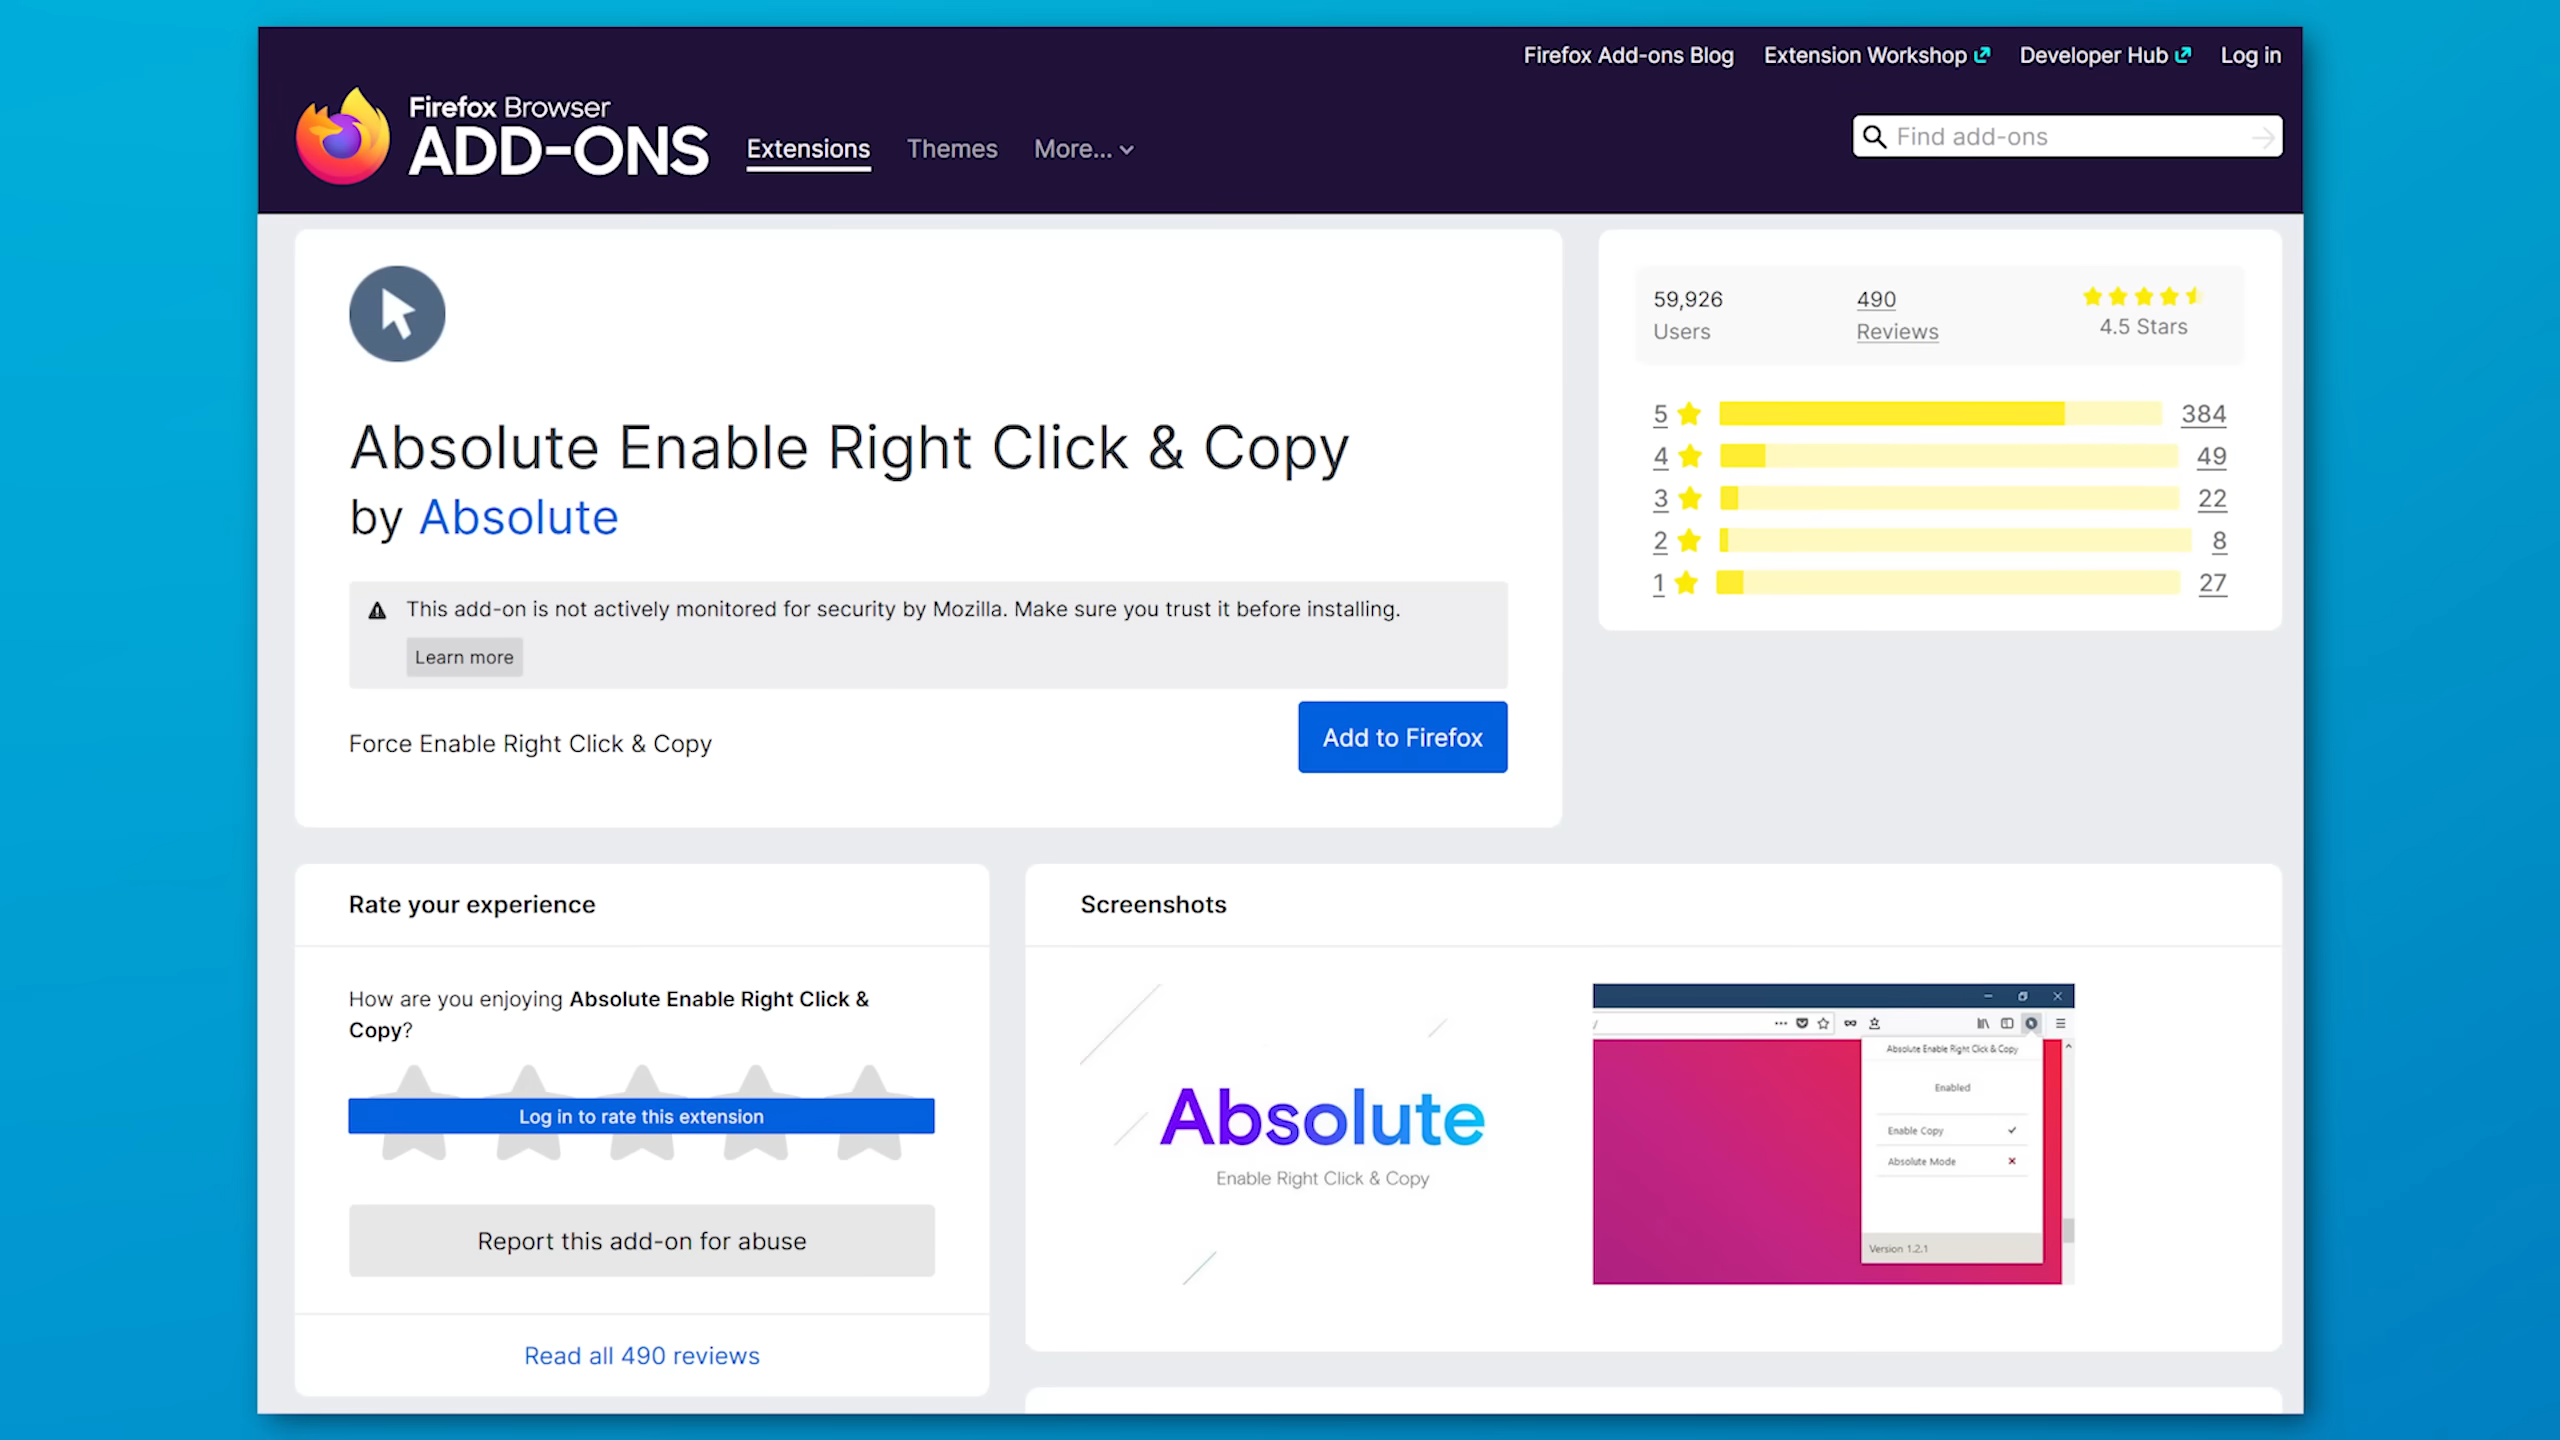 Firefox Add-ons Blog Extension Workshop Developer Hub Log in
Firefox Browser
ADD-ONS
Extensions Themes More...
Find add-ons
Absolute Enable Right Click & Copy
by Absolute
This add-on is not actively monitored for security by Mozilla. Make sure you trust it before installing.
Learn more
Force Enable Right Click & Copy
Add to Firefox
59,926
Users
490
Reviews
4.5 Stars
5 384
4 49
3 22
2 8
1 27
Rate your experience
How are you enjoying Absolute Enable Right Click &
Copy?
Log in to rate this extension
Report this add-on for abuse
Read all 490 reviews
Screenshots
Absolute
Enable Right Click & Copy
Absolute Enable Right Click & Copy
Enabled
Enable Copy
Absolute Mode
Version 1.2.1